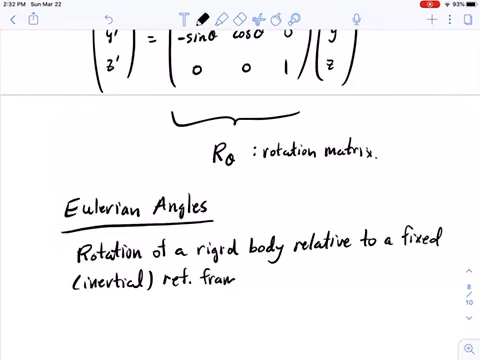 2:32 PM Sun Mar 22
93%
y' = -sinθ cosθ 0 y
z' 0 0 1 z
Rθ : rotation matrix.
Eulerian Angles
Rotation of a rigid body relative to a fixed
(inertial) ref. fram
8
/
10